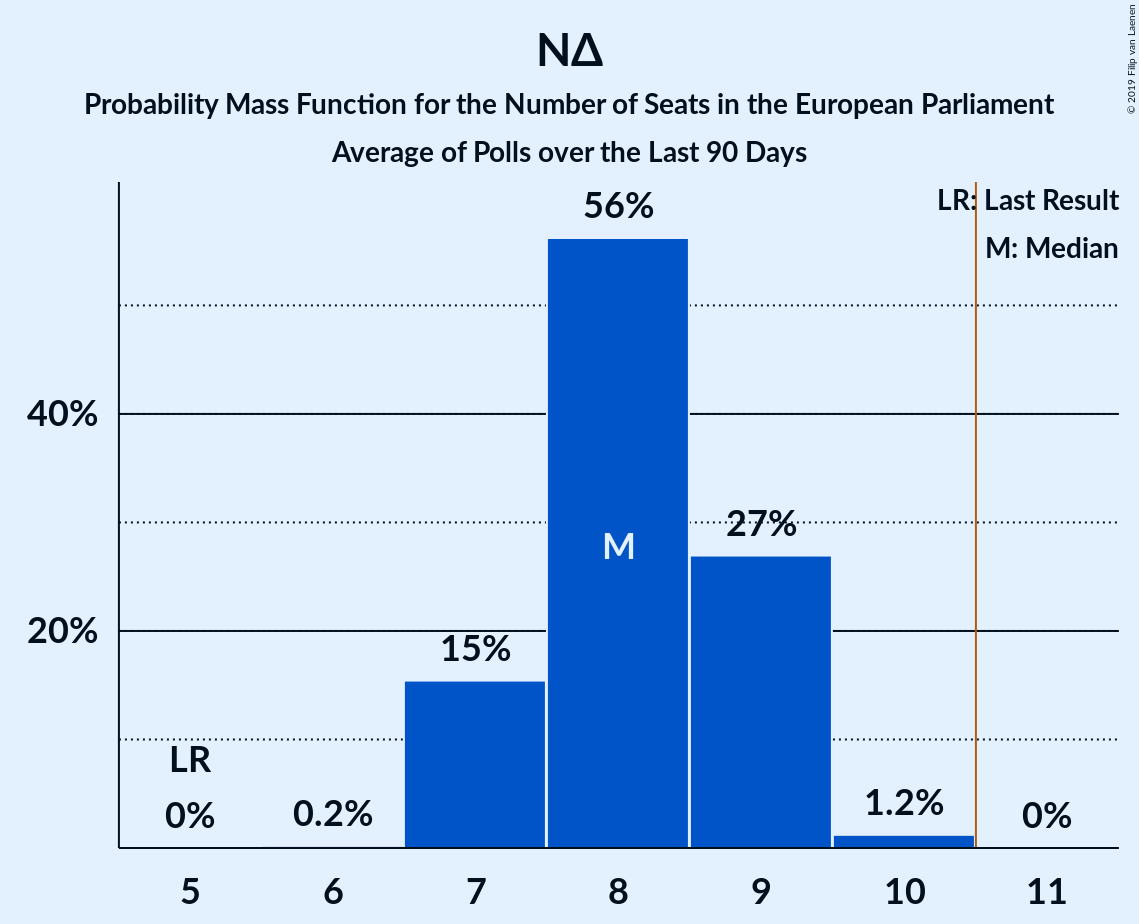 ΝΔ
Probability Mass Function for the Number of Seats in the European Parliament
Average of Polls over the Last 90 Days
© 2019 Filip van Laenen
LR: Last Result
M: Median
56%
40%
27%
M
20%
15%
LR
0%
0.2%
1.2%
0%
5 6 7 8 9 10 11